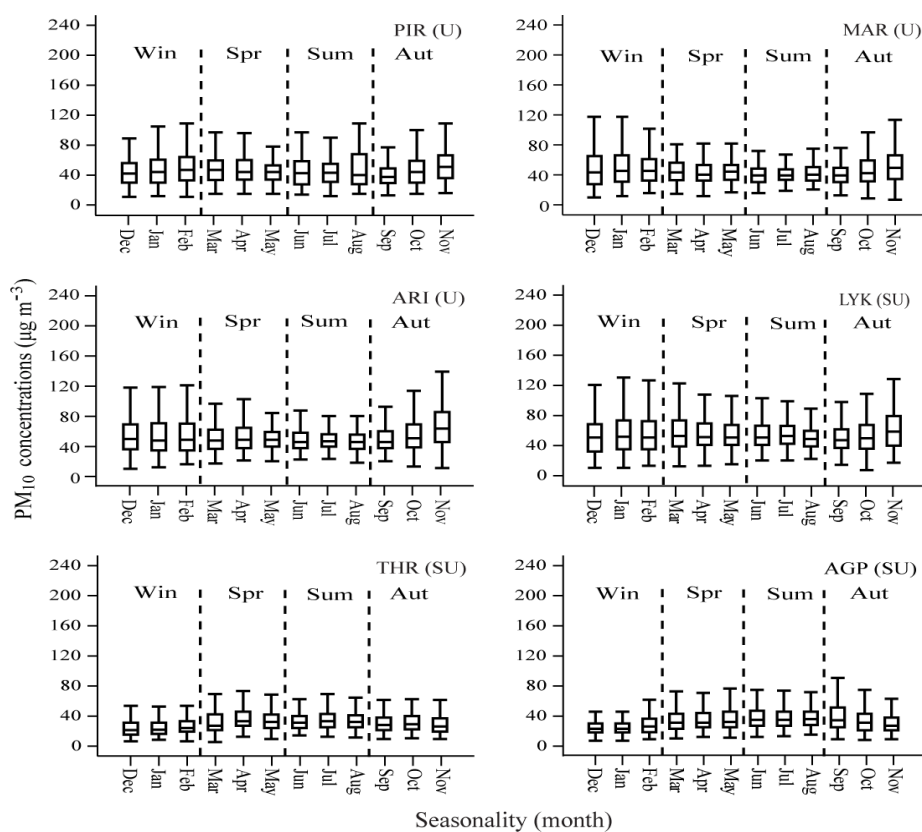 PM₁₀ concentrations (µg m⁻³)
PIR (U)
240
200
160
120
80
40
0
Win
Spr
Sum
Aut
Dec
Jan
Feb
Mar
Apr
May
Jun
Jul
Aug
Sep
Oct
Nov
MAR (U)
240
200
160
120
80
40
0
Win
Spr
Sum
Aut
Dec
Jan
Feb
Mar
Apr
May
Jun
Jul
Aug
Sep
Oct
Nov
ARI (U)
240
200
160
120
80
40
0
Win
Spr
Sum
Aut
Dec
Jan
Feb
Mar
Apr
May
Jun
Jul
Aug
Sep
Oct
Nov
LYK (SU)
240
200
160
120
80
40
0
Win
Spr
Sum
Aut
Dec
Jan
Feb
Mar
Apr
May
Jun
Jul
Aug
Sep
Oct
Nov
THR (SU)
240
200
160
120
80
40
0
Win
Spr
Sum
Aut
Dec
Jan
Feb
Mar
Apr
May
Jun
Jul
Aug
Sep
Oct
Nov
AGP (SU)
240
200
160
120
80
40
0
Win
Spr
Sum
Aut
Dec
Jan
Feb
Mar
Apr
May
Jun
Jul
Aug
Sep
Oct
Nov
Seasonality (month)